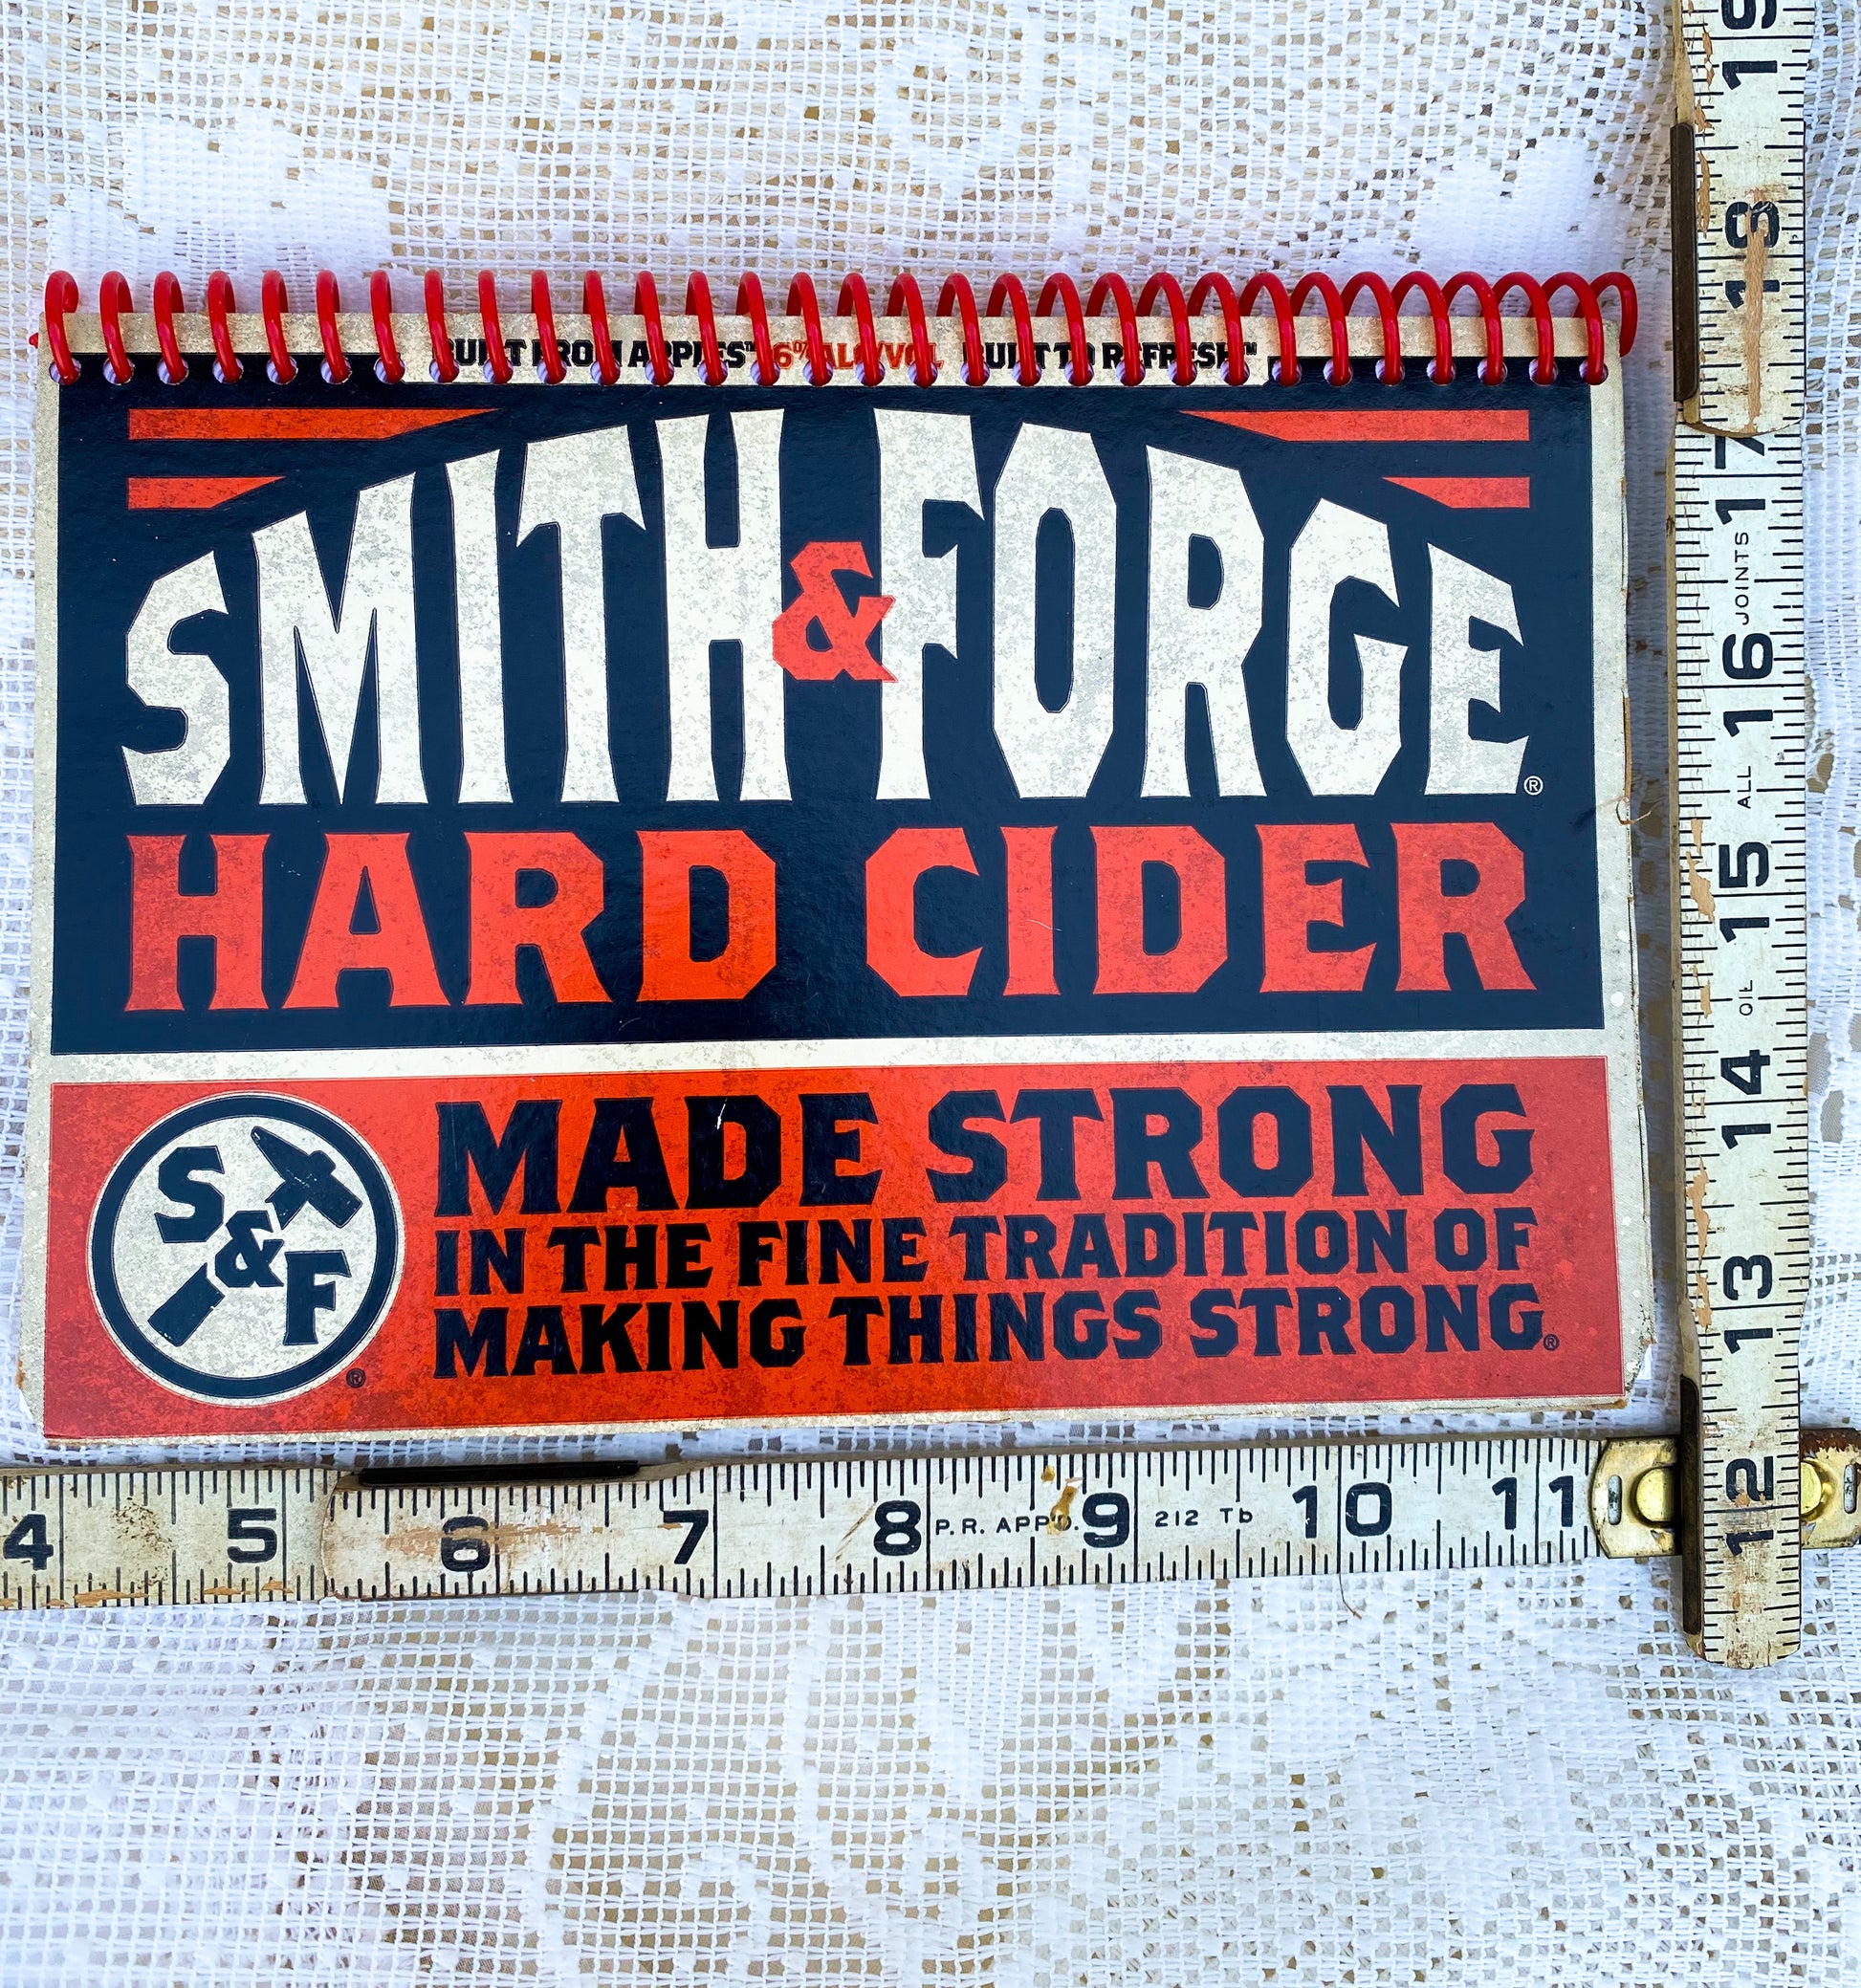 BUILT FROM APPLES™ 6% ALC/VOL BUILT TO REFRESH™
SMITH & FORGE®
HARD CIDER
S&F®
MADE STRONG
IN THE FINE TRADITION OF
MAKING THINGS STRONG®
4 5 6 7 8 P.R. APP'D. 9 212 Tb 10 11
12 13 14 OIL 15 ALL 16 JOINTS 17 18 19